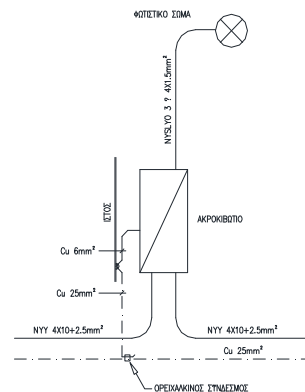 ΦΩΤΙΣΤΙΚΟ ΣΩΜΑ
NYSLYO 3 ? 4X1.5mm²
ΙΣΤΟΣ
ΑΚΡΟΚΙΒΩΤΙΟ
Cu 6mm²
Cu 25mm²
NYY 4X10+2.5mm²
NYY 4X10+2.5mm²
Cu 25mm²
ΟΡΕΙΧΑΛΚΙΝΟΣ ΣΥΝΔΕΣΜΟΣ